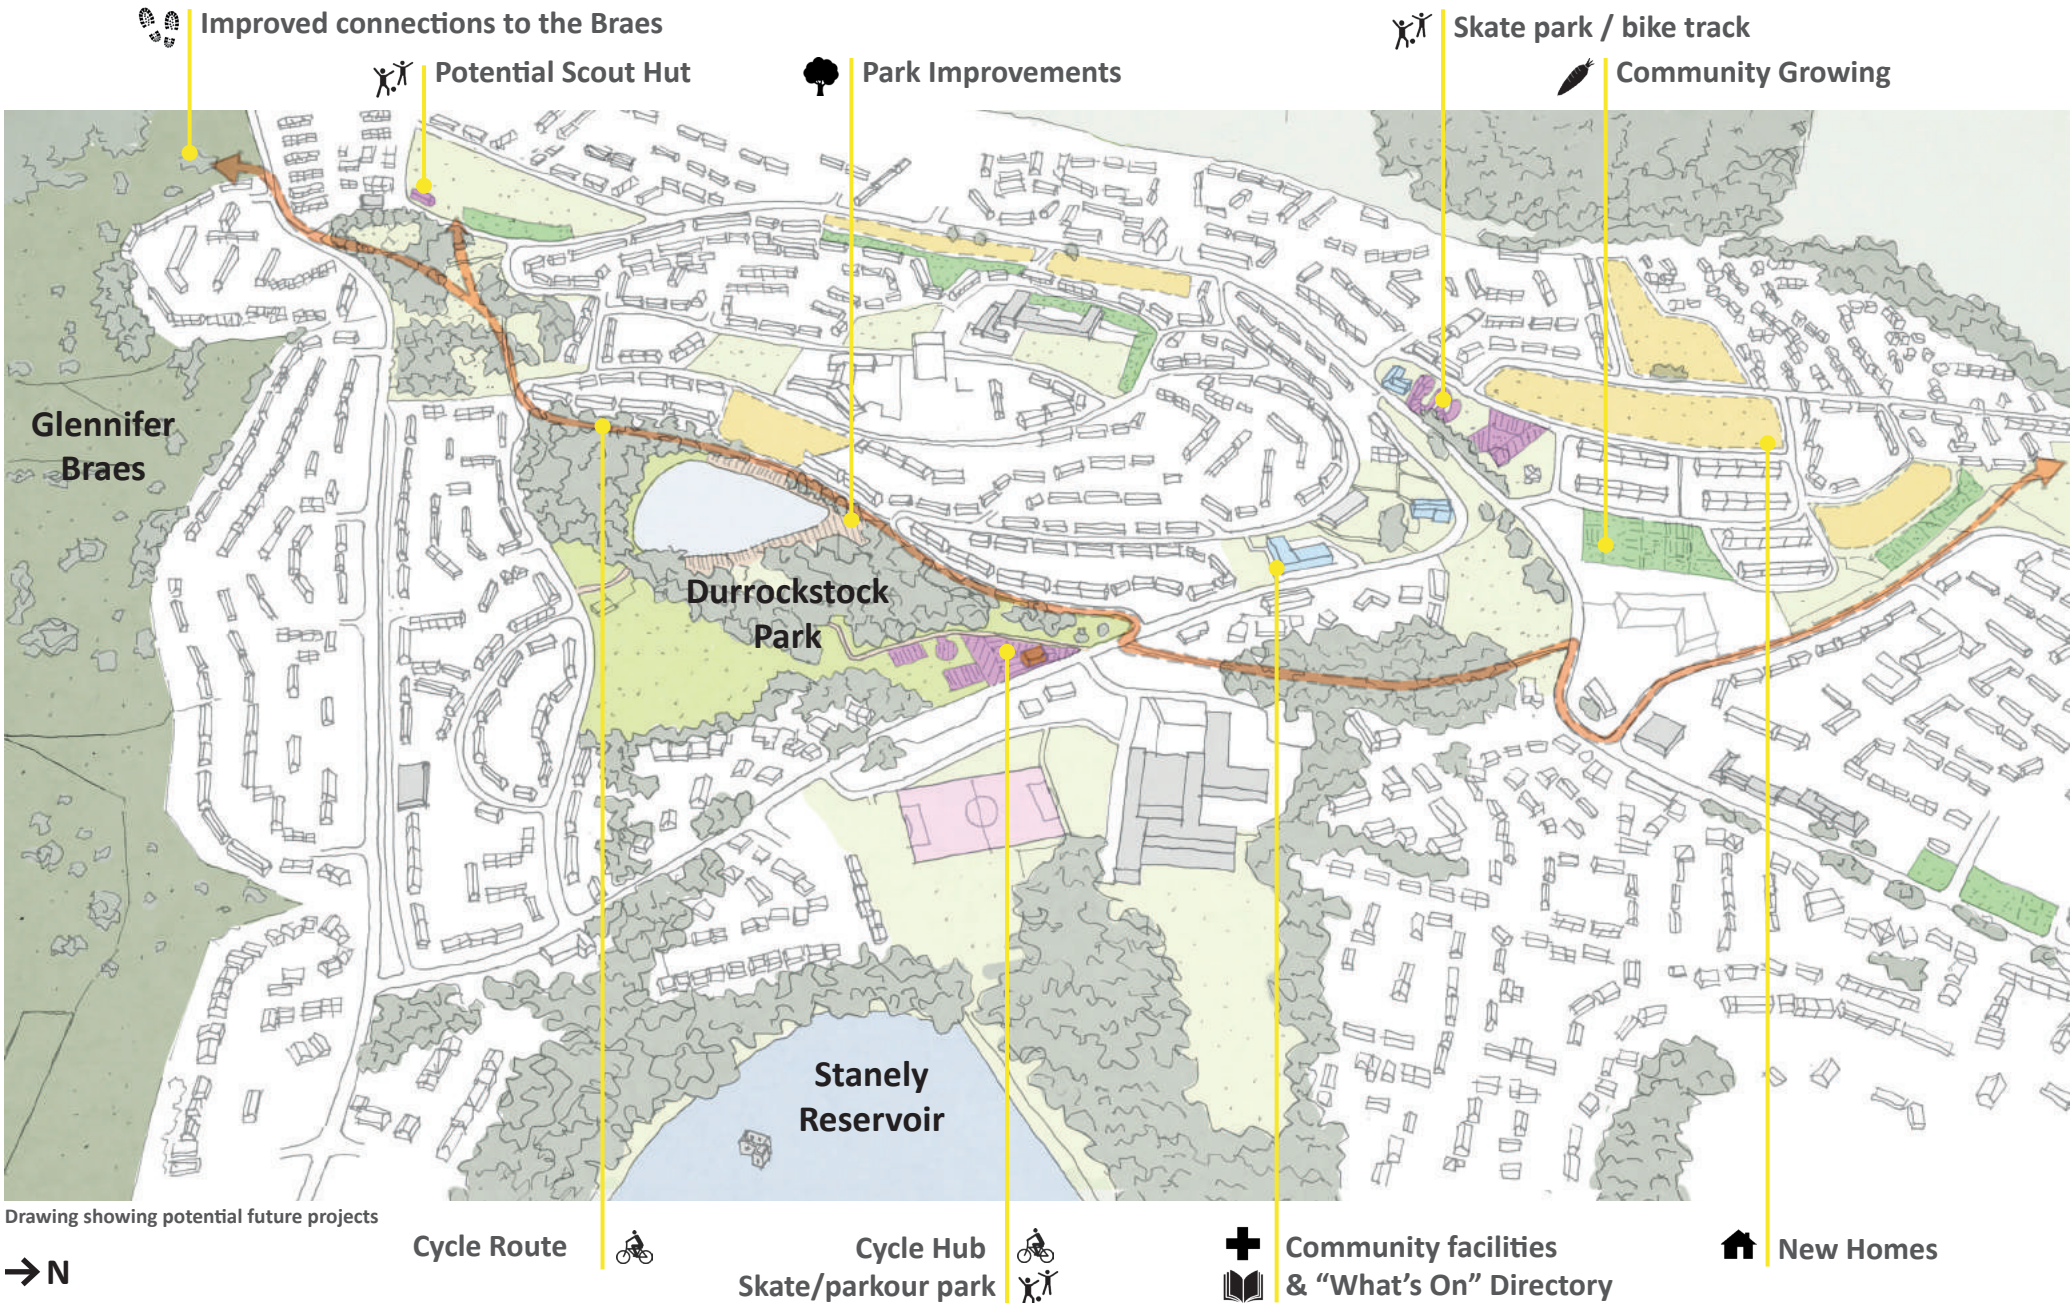 Improved connections to the Braes
Skate park / bike track
Potential Scout Hut
Park Improvements
Community Growing
Glennifer
Braes
Durrockstock
Park
Stanely
Reservoir
Drawing showing potential future projects
N
Cycle Route
Cycle Hub
Skate/parkour park
Community facilities
& “What’s On” Directory
New Homes